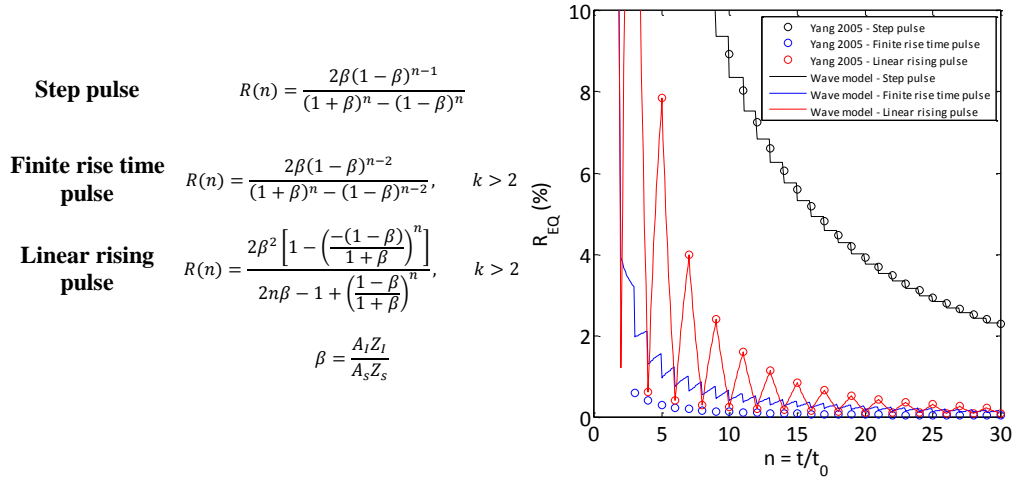 Step pulse
R(n) = 2β(1 − β)^{n−1} / ((1 + β)^n − (1 − β)^n)
Finite rise time
pulse
R(n) = 2β(1 − β)^{n−2} / ((1 + β)^n − (1 − β)^{n−2}), k > 2
Linear rising
pulse
R(n) = 2β^2 [1 − (−(1 − β) / (1 + β))^n] / (2nβ − 1 + ((1 − β) / (1 + β))^n), k > 2
β = A_I Z_I / A_s Z_s
10
8
6
4
2
0
R_EQ (%)
Yang 2005 - Step pulse
Yang 2005 - Finite rise time pulse
Yang 2005 - Linear rising pulse
Wave model - Step pulse
Wave model - Finite rise time pulse
Wave model - Linear rising pulse
0 5 10 15 20 25 30
n = t/t_0